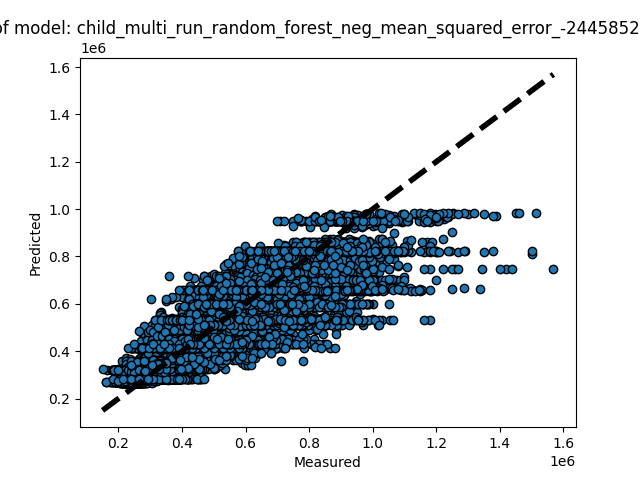 of model: child_multi_run_random_forest_neg_mean_squared_error_-2445852
1e6
1.6
1.4
1.2
1.0
0.8
0.6
0.4
0.2
Predicted
0.2 0.4 0.6 0.8 1.0 1.2 1.4 1.6
Measured
1e6